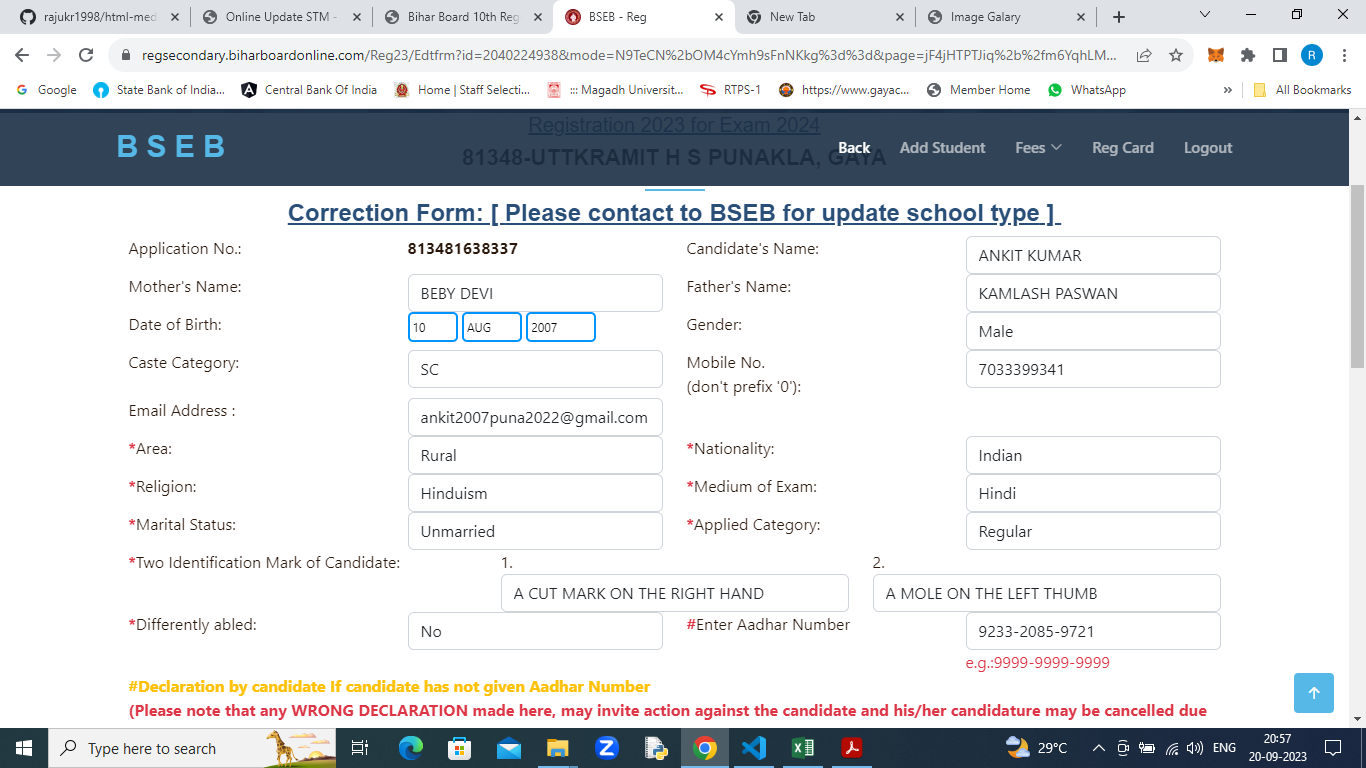 rajukr1998/html-med
Online Update STM -
Bihar Board 10th Reg
BSEB - Reg
New Tab
Image Galary
regsecondary.biharboardonline.com/Reg23/Edtfrm?id=2040224938&mode=N9TeCN%2bOM4cYmh9sFnNKkg%3d%3d&page=jF4jHTPTJiq%2b%2fm6YqhLM...
R
Google
State Bank of India...
Central Bank Of India
Home | Staff Selecti...
::: Magadh Universit...
RTPS-1
https://www.gayac...
Member Home
WhatsApp
»
All Bookmarks
Registration 2023 for Exam 2024
BSEB
81348-UTTKRAMIT H S PUNAKLA, GAYA
Back
Add Student
Fees
Reg Card
Logout
Correction Form: [ Please contact to BSEB for update school type ]
Application No.: 813481638337 Candidate's Name: ANKIT KUMAR
Mother's Name: BEBY DEVI Father's Name: KAMLASH PASWAN
Date of Birth: 10 AUG 2007 Gender: Male
Caste Category: SC Mobile No. 7033399341
(don't prefix '0'):
Email Address : ankit2007puna2022@gmail.com
*Area: Rural *Nationality: Indian
*Religion: Hinduism *Medium of Exam: Hindi
*Marital Status: Unmarried *Applied Category: Regular
*Two Identification Mark of Candidate: 1. 2.
A CUT MARK ON THE RIGHT HAND A MOLE ON THE LEFT THUMB
*Differently abled: No #Enter Aadhar Number 9233-2085-9721
e.g.:9999-9999-9999
#Declaration by candidate If candidate has not given Aadhar Number
(Please note that any WRONG DECLARATION made here, may invite action against the candidate and his/her candidature may be cancelled due
Type here to search
29°C
ENG
20:57
20-09-2023